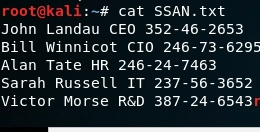 root@kali:~# cat SSAN.txt
John Landau CEO 352-46-2653
Bill Winnicot CIO 246-73-6295
Alan Tate HR 246-24-7463
Sarah Russell IT 237-56-3652
Victor Morse R&D 387-24-6543r